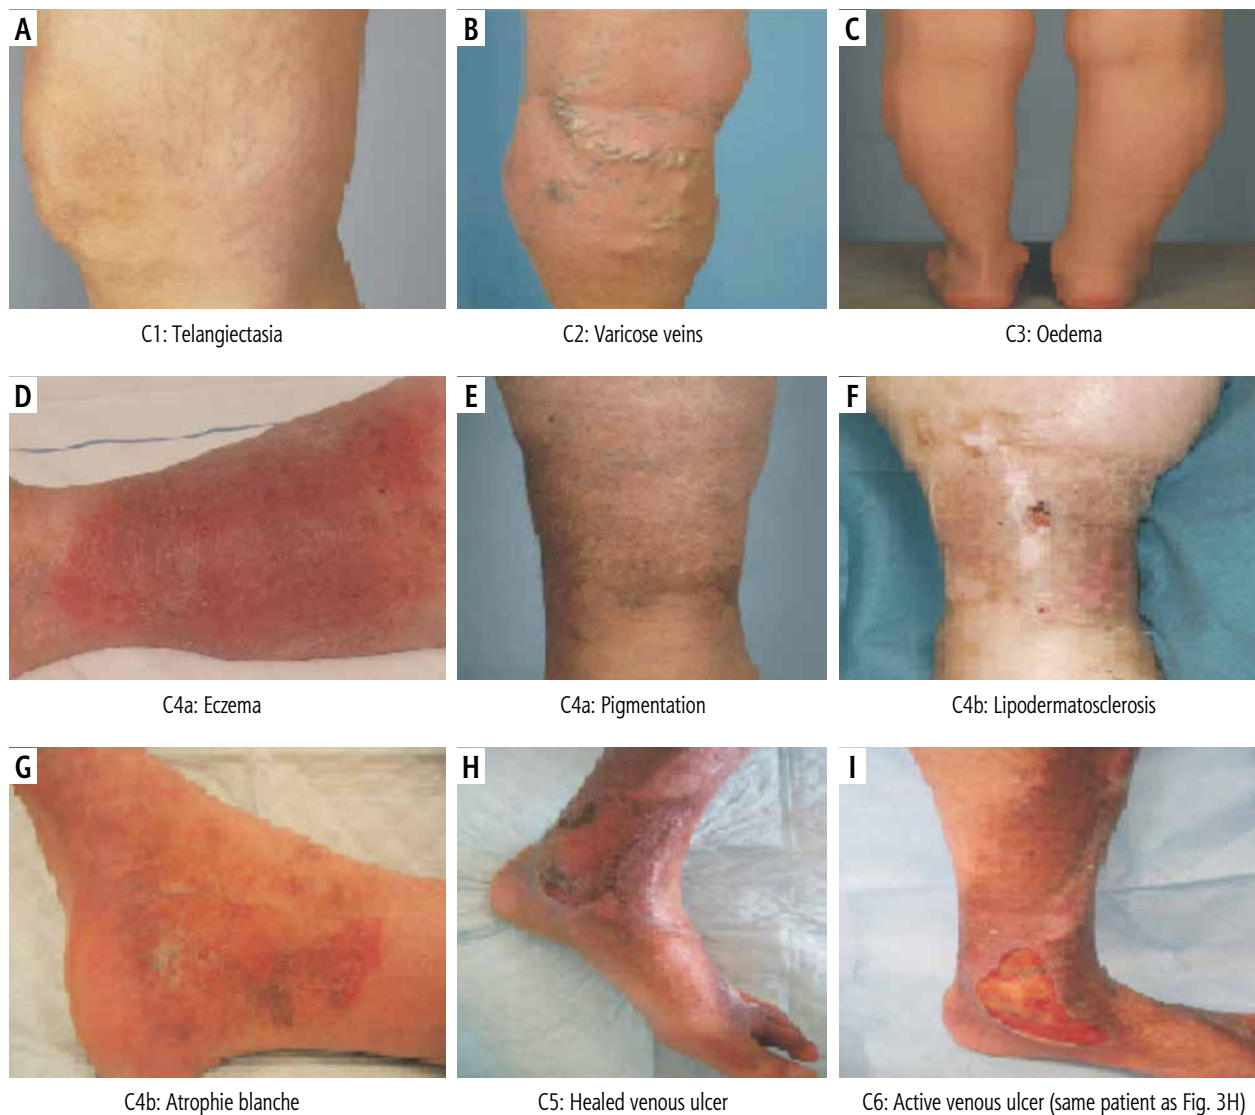 A
B
C
C1: Telangiectasia
C2: Varicose veins
C3: Oedema
D
E
F
C4a: Eczema
C4a: Pigmentation
C4b: Lipodermatosclerosis
G
H
I
C4b: Atrophie blanche
C5: Healed venous ulcer
C6: Active venous ulcer (same patient as Fig. 3H)